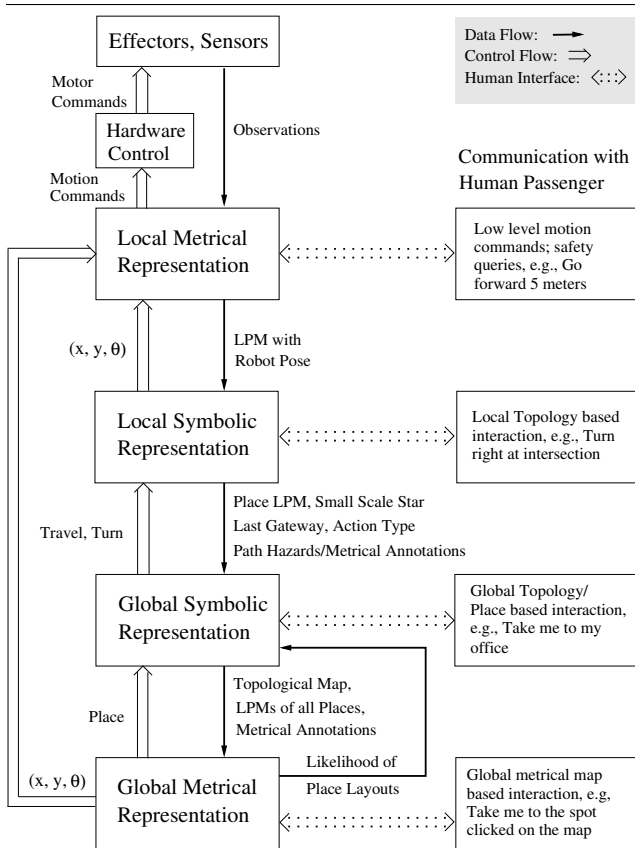 Effectors, Sensors
Data Flow:
Control Flow:
Human Interface:
Motor
Commands
Hardware
Control
Observations
Motion
Commands
Communication with
Human Passenger
Local Metrical
Representation
Low level motion
commands; safety
queries, e.g., Go
forward 5 meters
(x, y, θ)
LPM with
Robot Pose
Local Symbolic
Representation
Local Topology based
interaction, e.g., Turn
right at intersection
Travel, Turn
Place LPM, Small Scale Star
Last Gateway, Action Type
Path Hazards/Metrical Annotations
Global Symbolic
Representation
Global Topology/
Place based interaction,
e.g., Take me to my
office
Place
Topological Map,
LPMs of all Places,
Metrical Annotations
Likelihood of
Place Layouts
(x, y, θ)
Global Metrical
Representation
Global metrical map
based interaction, e.g,
Take me to the spot
clicked on the map